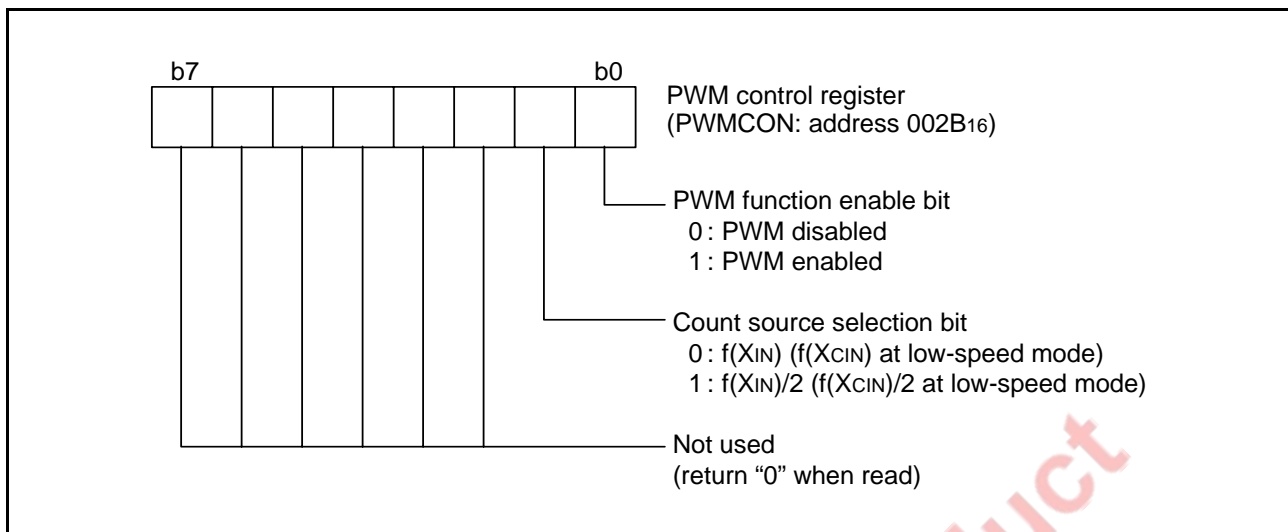 b7 b0
PWM control register
(PWMCON: address 002B16)
PWM function enable bit
0 : PWM disabled
1 : PWM enabled
Count source selection bit
0 : f(XIN) (f(XCIN) at low-speed mode)
1 : f(XIN)/2 (f(XCIN)/2 at low-speed mode)
Not used
(return “0” when read)
uct